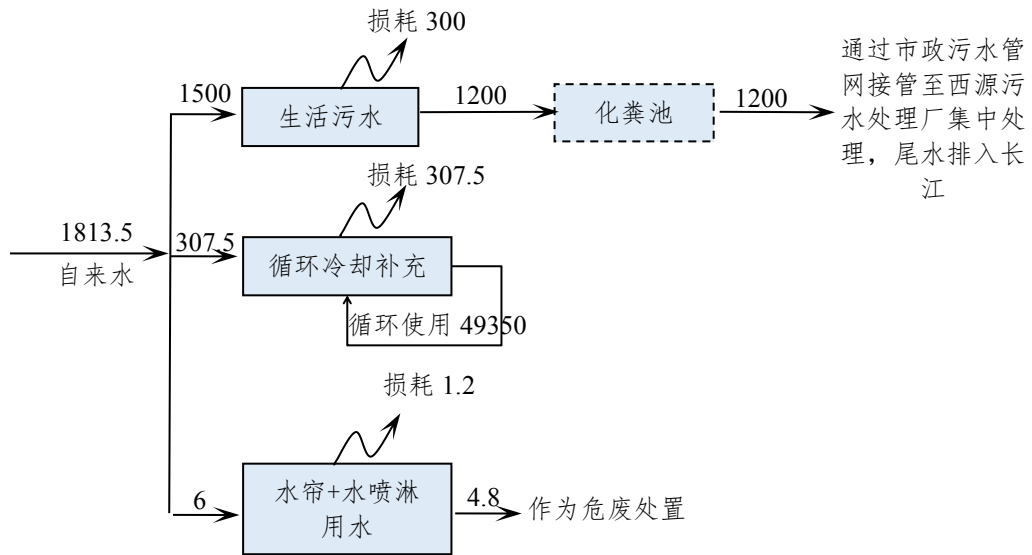 损耗 300
1500
生活污水
1200
化粪池
1200
通过市政污水管
网接管至西源污
水处理厂集中处
理，尾水排入长
江
损耗 307.5
1813.5
自来水
307.5
循环冷却补充
循环使用 49350
损耗 1.2
6
水帘+水喷淋
用水
4.8
作为危废处置